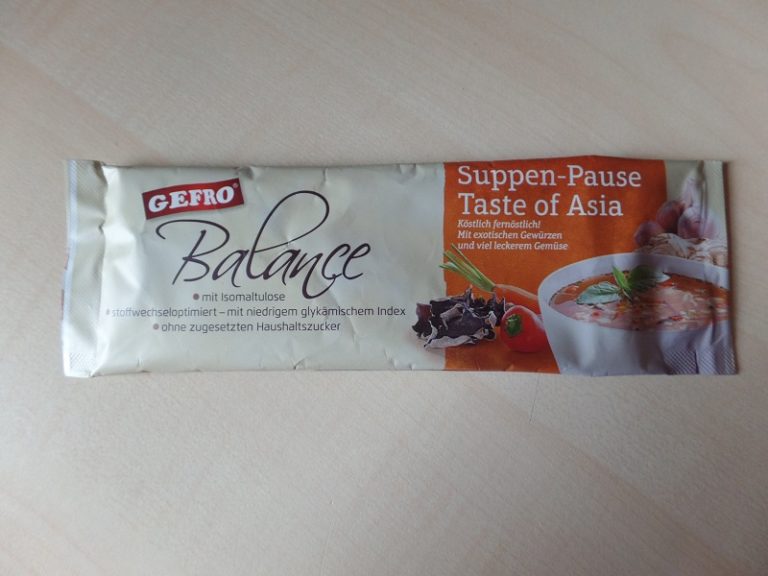 GEFRO®
Balance
• mit Isomaltulose
• stoffwechseloptimiert – mit niedrigem glykämischem Index
• ohne zugesetzten Haushaltszucker
Suppen-Pause
Taste of Asia
Köstlich fernöstlich!
Mit exotischen Gewürzen
und viel leckerem Gemüse